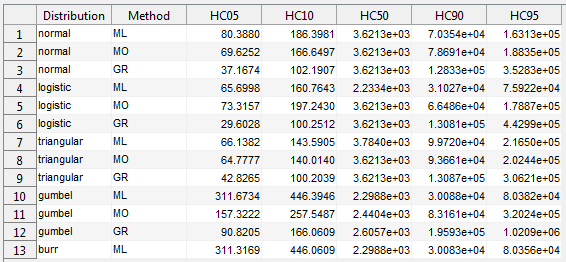 Distribution Method HC05 HC10 HC50 HC90 HC95
1 normal ML 80.3880 186.3981 3.6213e+03 7.0354e+04 1.6313e+05
2 normal MO 69.6252 166.6497 3.6213e+03 7.8691e+04 1.8835e+05
3 normal GR 37.1674 102.1907 3.6213e+03 1.2833e+05 3.5283e+05
4 logistic ML 65.6998 160.7643 2.2334e+03 3.1027e+04 7.5922e+04
5 logistic MO 73.3157 197.2430 3.6213e+03 6.6486e+04 1.7887e+05
6 logistic GR 29.6028 100.2512 3.6213e+03 1.3081e+05 4.4299e+05
7 triangular ML 66.1382 143.5905 3.7840e+03 9.9720e+04 2.1650e+05
8 triangular MO 64.7777 140.0140 3.6213e+03 9.3661e+04 2.0244e+05
9 triangular GR 42.8265 100.2039 3.6213e+03 1.3087e+05 3.0621e+05
10 gumbel ML 311.6734 446.3946 2.2988e+03 3.0088e+04 8.0382e+04
11 gumbel MO 157.3222 257.5487 2.4404e+03 8.3161e+04 3.2024e+05
12 gumbel GR 90.8205 166.0609 2.6057e+03 1.9593e+05 1.0209e+06
13 burr ML 311.3169 446.0609 2.2988e+03 3.0083e+04 8.0356e+04